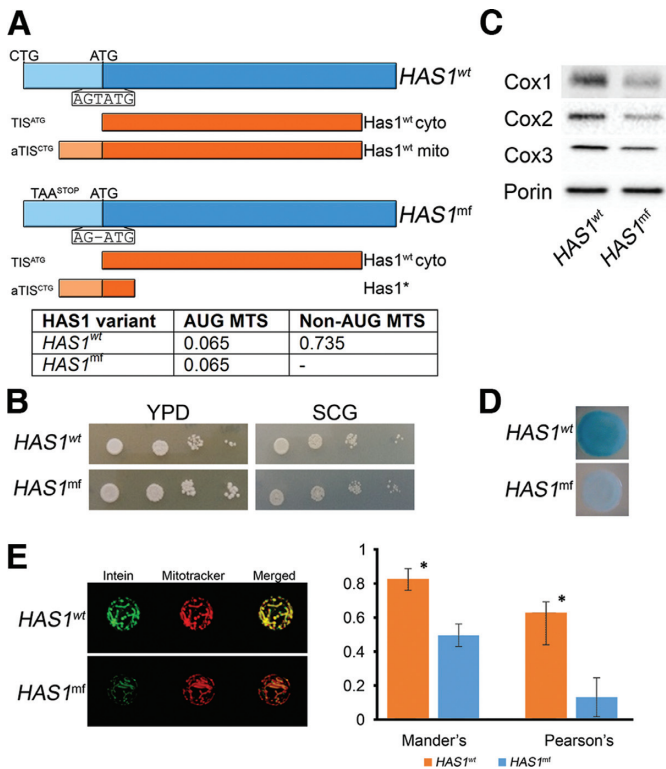 A
CTG ATG
HAS1wt
AGTATG
TISATG Has1wt cyto
aTISCTG Has1wt mito
TAASTOP ATG
HAS1mf
AG-ATG
TISATG Has1wt cyto
aTISCTG Has1*
HAS1 variant AUG MTS Non-AUG MTS
HAS1wt 0.065 0.735
HAS1mf 0.065 -
B
YPD SCG
HAS1wt
HAS1mf
C
Cox1
Cox2
Cox3
Porin
HAS1wt HAS1mf
D
HAS1wt
HAS1mf
E
Intein Mitotracker Merged
HAS1wt
HAS1mf
1
0.8
0.6
0.4
0.2
0
* *
Mander's Pearson's
HAS1wt HAS1mf